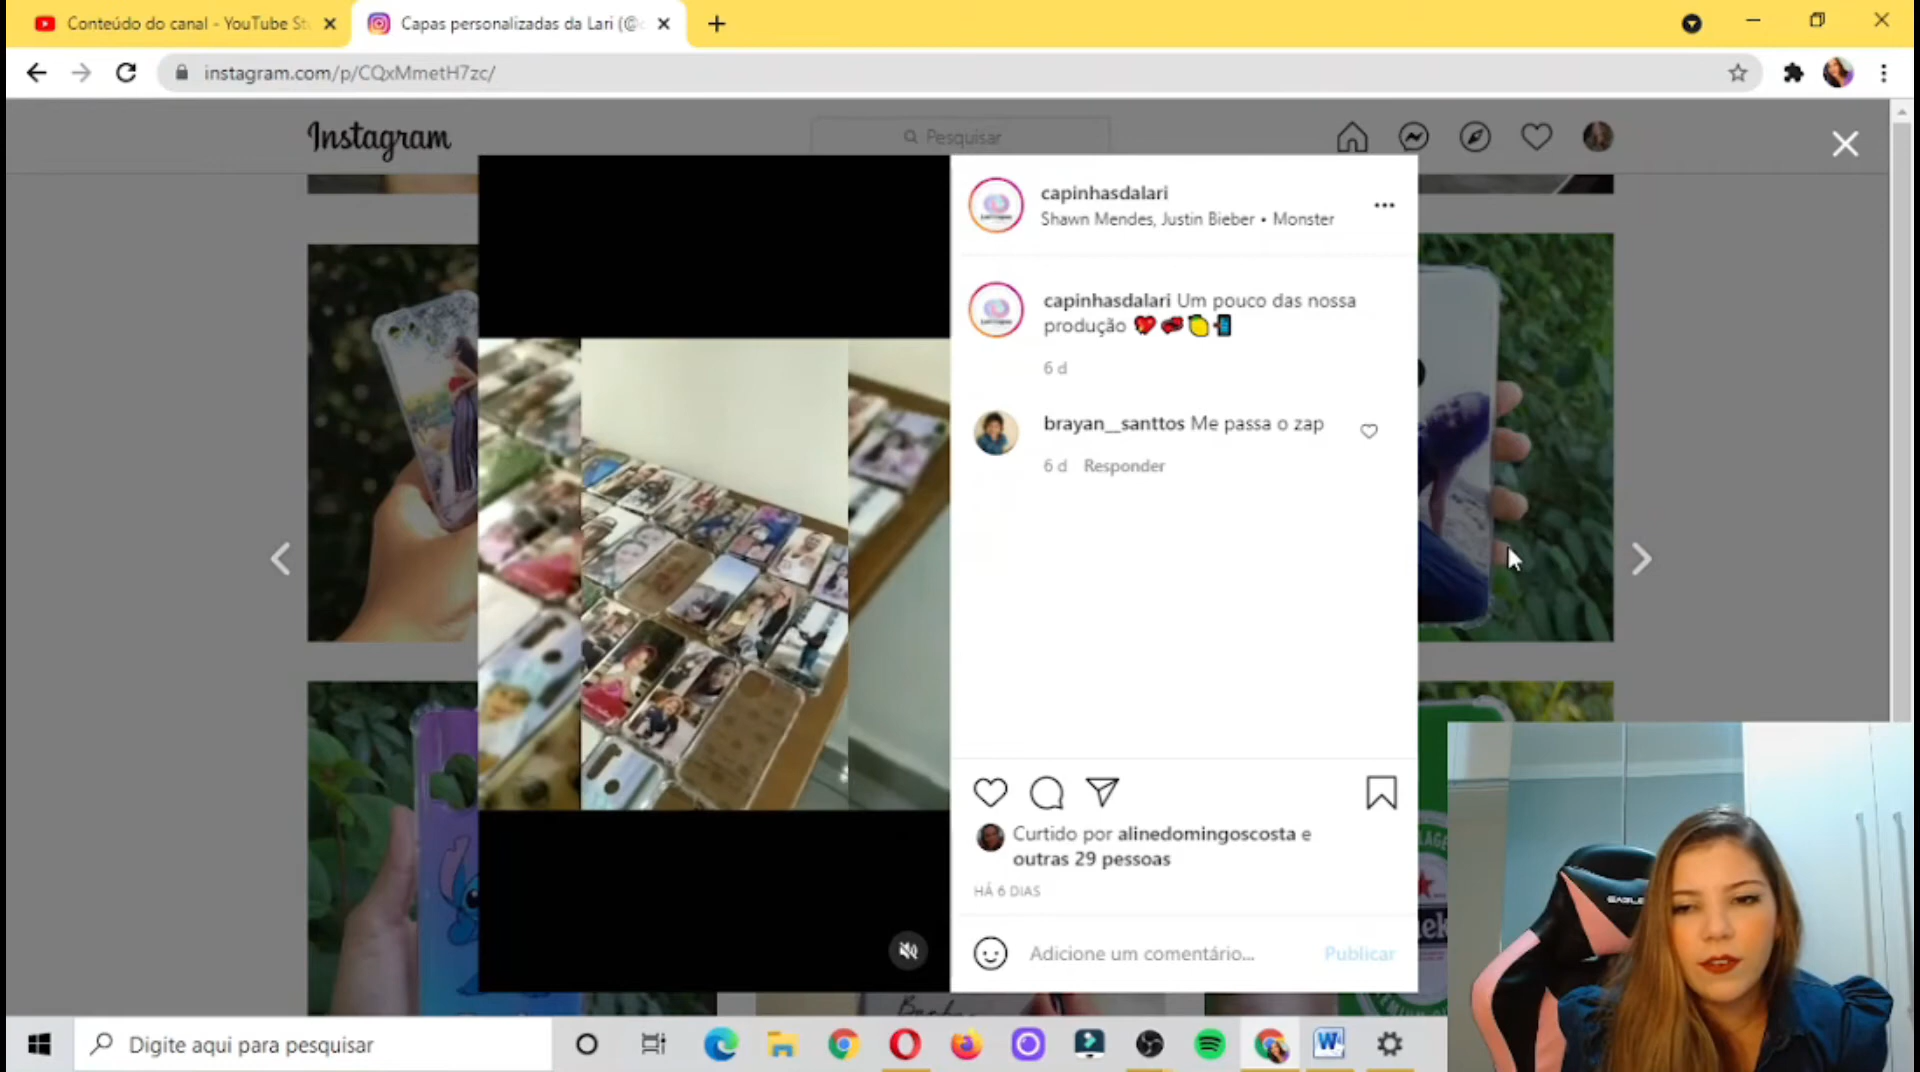 Conteúdo do canal - YouTube St
Capas personalizadas da Lari (@
instagram.com/p/CQxMmetH7zc/
Instagram
Pesquisar
capinhasdalari
Shawn Mendes, Justin Bieber • Monster
capinhasdalari Um pouco das nossa
produção
6 d
brayan__santtos Me passa o zap
6 d Responder
Curtido por alinedomingoscosta e
outras 29 pessoas
HÁ 6 DIAS
Adicione um comentário...
Publicar
Digite aqui para pesquisar